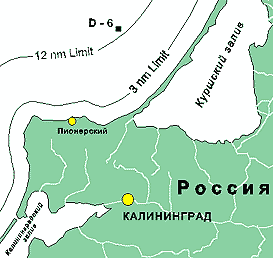 D - 6
12 nm Limit
3 nm Limit
Куршский залив
Пионерский
Россия
КАЛИНИНГРАД
Калининградский
залив